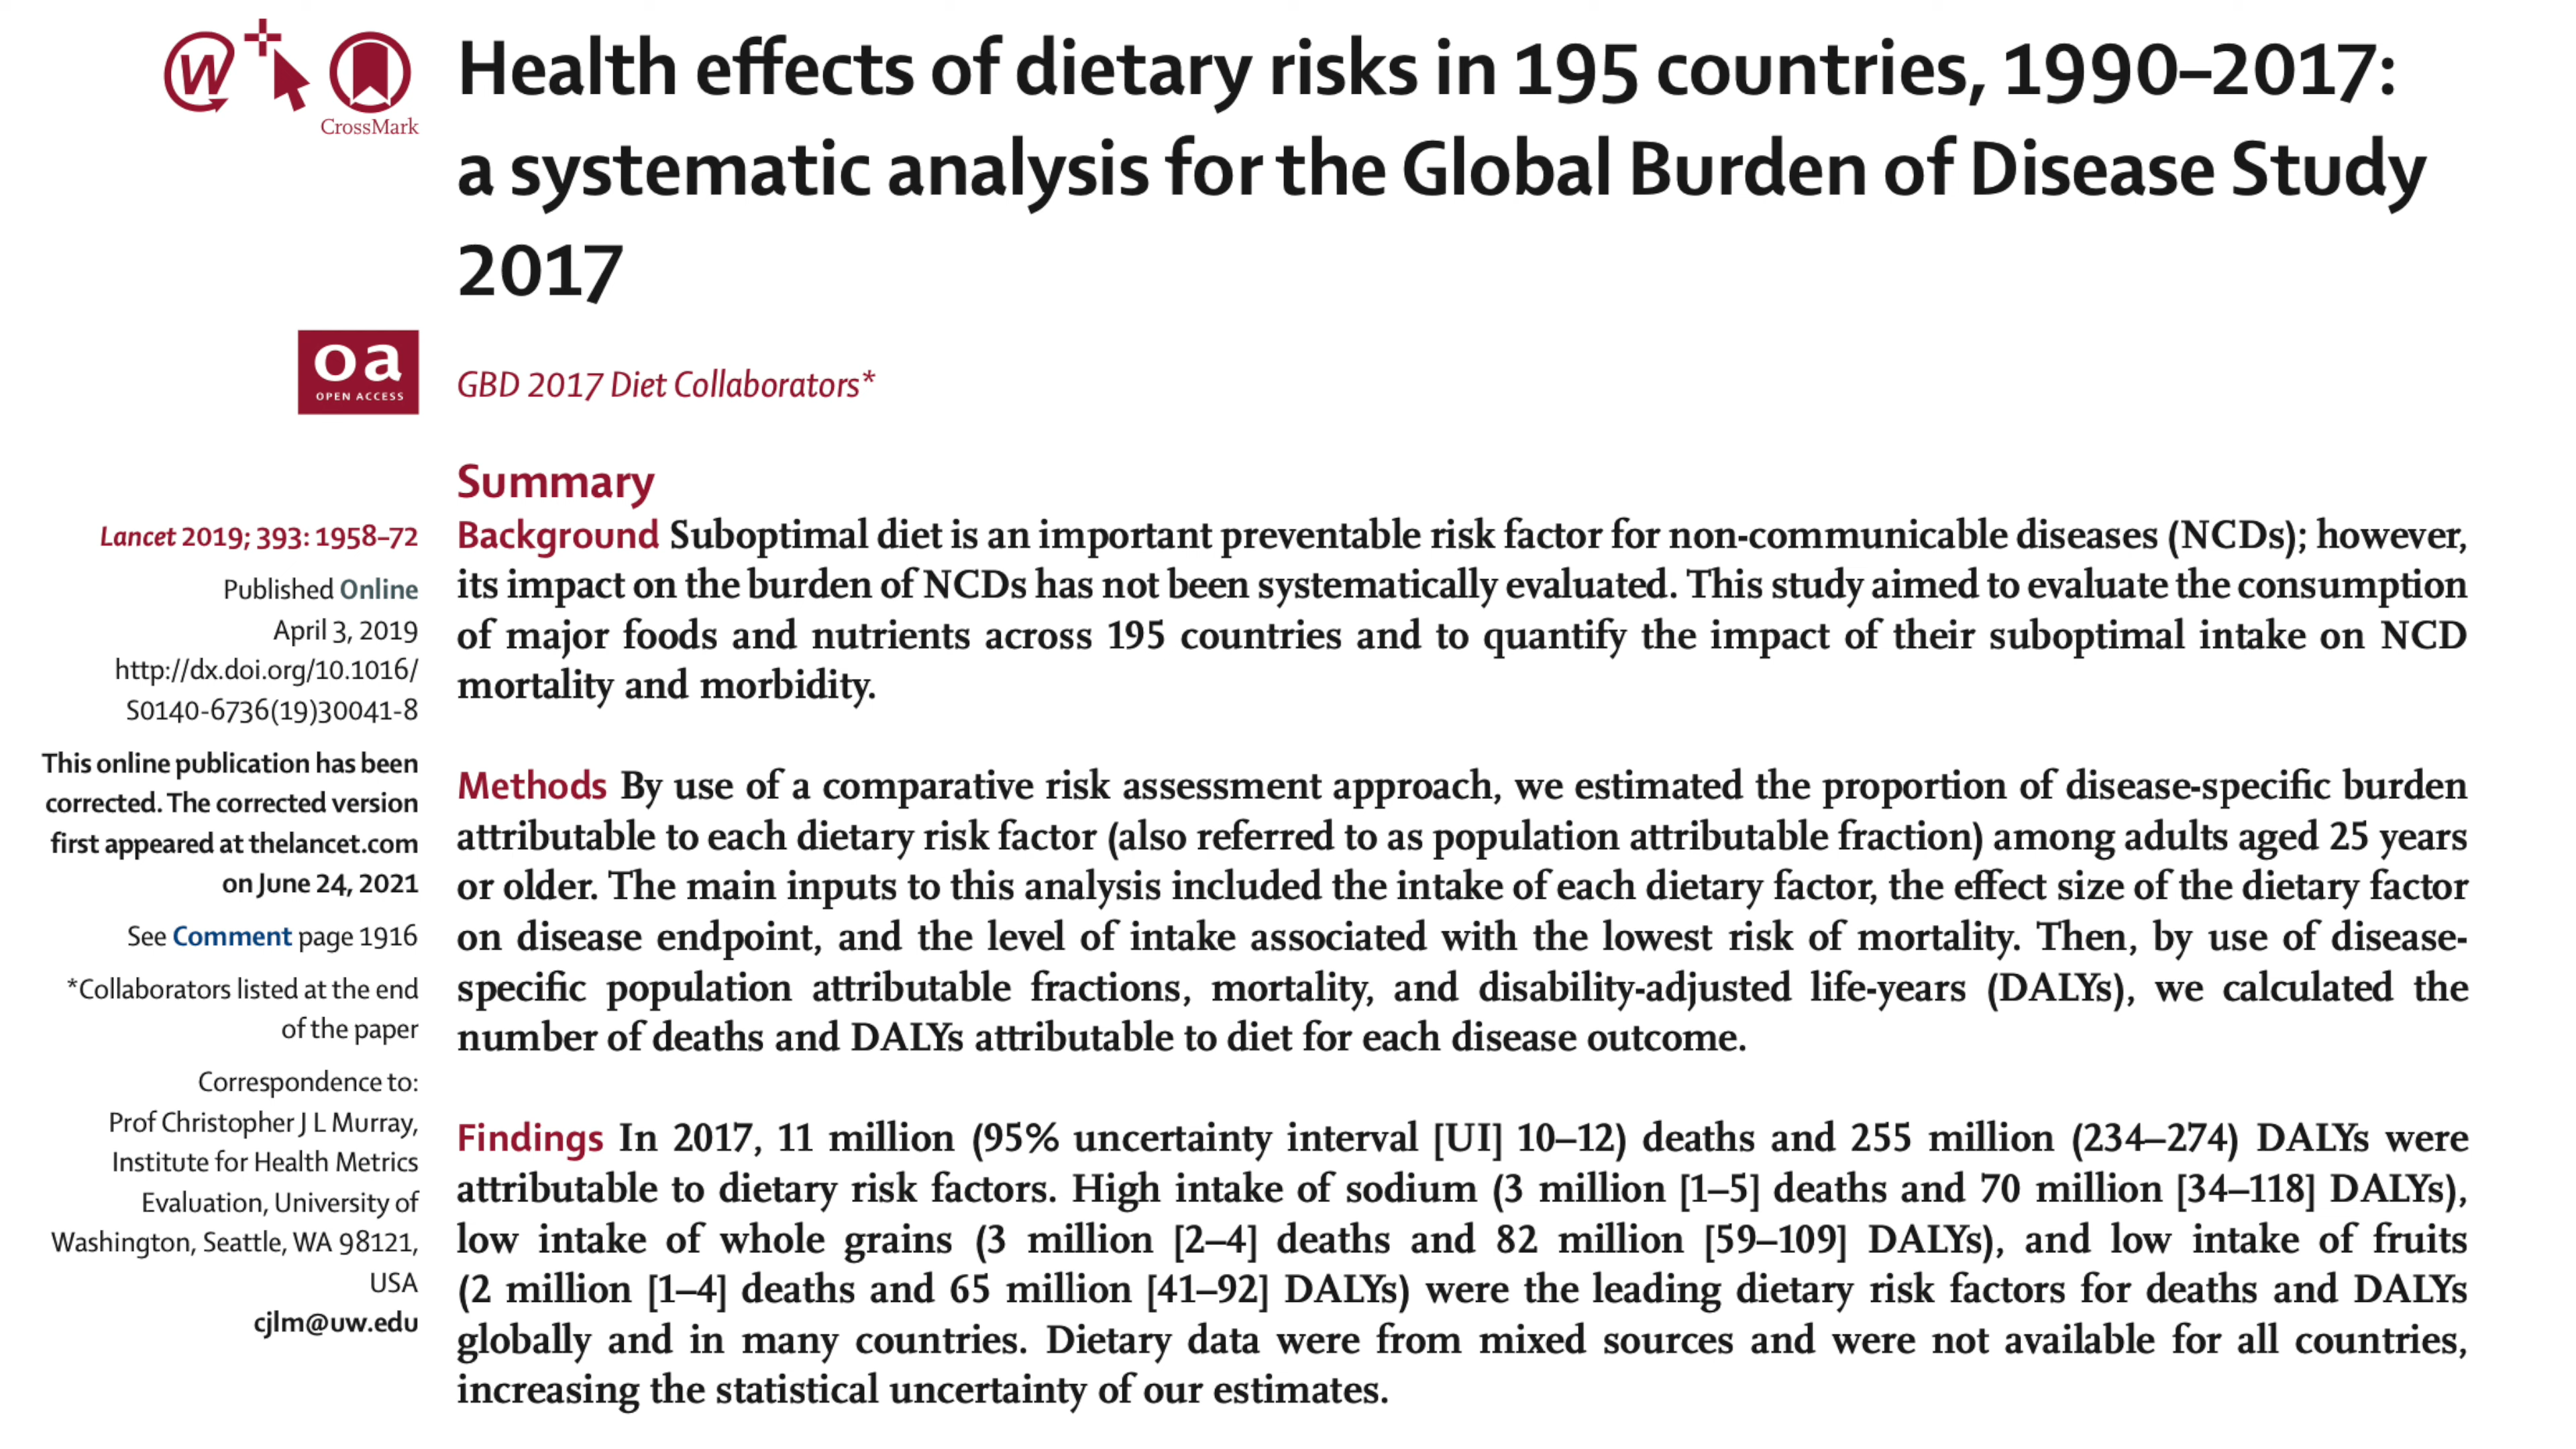 W
CrossMark
Health effects of dietary risks in 195 countries, 1990–2017:
a systematic analysis for the Global Burden of Disease Study
2017
oa
OPEN ACCESS
GBD 2017 Diet Collaborators*
Lancet 2019; 393: 1958–72
Published Online
April 3, 2019
http://dx.doi.org/10.1016/
S0140-6736(19)30041-8
This online publication has been
corrected. The corrected version
first appeared at thelancet.com
on June 24, 2021
See Comment page 1916
*Collaborators listed at the end
of the paper
Correspondence to:
Prof Christopher J L Murray,
Institute for Health Metrics
Evaluation, University of
Washington, Seattle, WA 98121,
USA
cjlm@uw.edu
Summary
Background Suboptimal diet is an important preventable risk factor for non-communicable diseases (NCDs); however,
its impact on the burden of NCDs has not been systematically evaluated. This study aimed to evaluate the consumption
of major foods and nutrients across 195 countries and to quantify the impact of their suboptimal intake on NCD
mortality and morbidity.
Methods By use of a comparative risk assessment approach, we estimated the proportion of disease-specific burden
attributable to each dietary risk factor (also referred to as population attributable fraction) among adults aged 25 years
or older. The main inputs to this analysis included the intake of each dietary factor, the effect size of the dietary factor
on disease endpoint, and the level of intake associated with the lowest risk of mortality. Then, by use of disease-
specific population attributable fractions, mortality, and disability-adjusted life-years (DALYs), we calculated the
number of deaths and DALYs attributable to diet for each disease outcome.
Findings In 2017, 11 million (95% uncertainty interval [UI] 10–12) deaths and 255 million (234–274) DALYs were
attributable to dietary risk factors. High intake of sodium (3 million [1–5] deaths and 70 million [34–118] DALYs),
low intake of whole grains (3 million [2–4] deaths and 82 million [59–109] DALYs), and low intake of fruits
(2 million [1–4] deaths and 65 million [41–92] DALYs) were the leading dietary risk factors for deaths and DALYs
globally and in many countries. Dietary data were from mixed sources and were not available for all countries,
increasing the statistical uncertainty of our estimates.